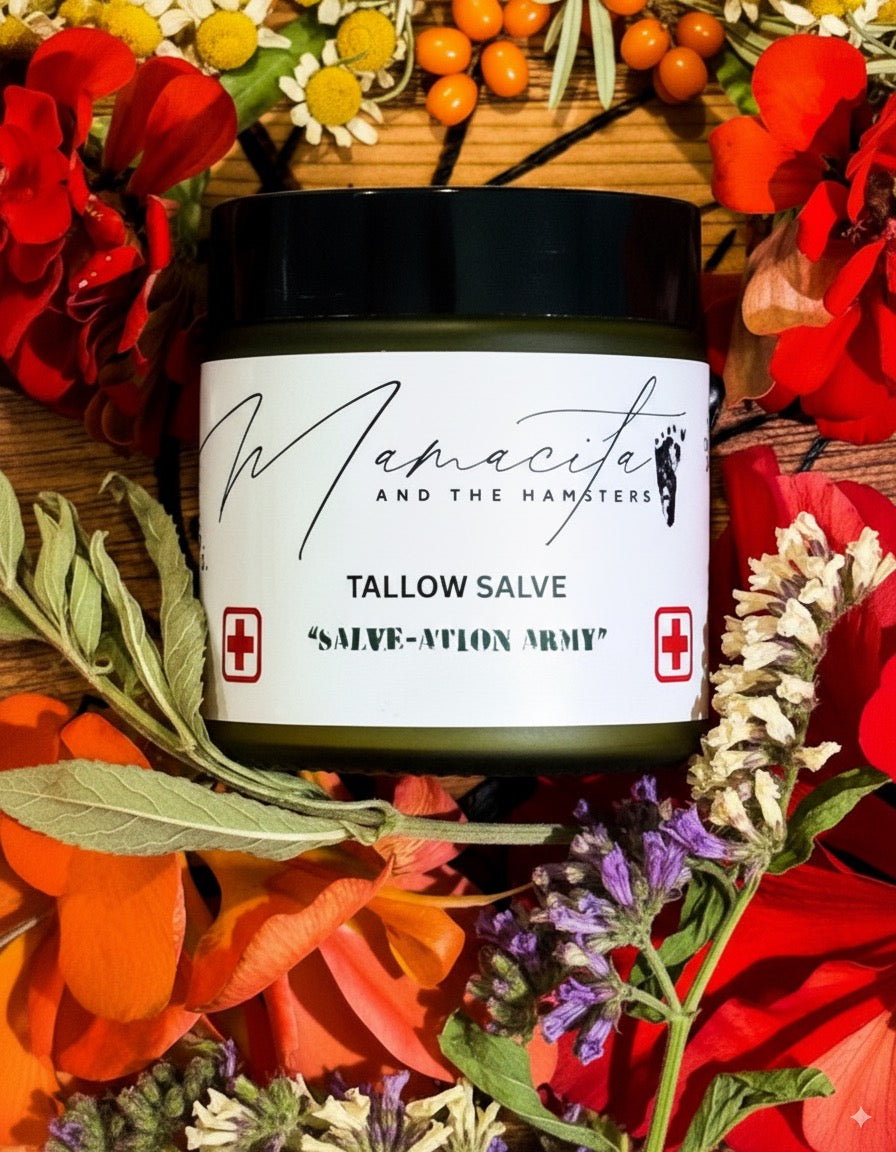 Mamacita
AND THE HAMSTERS
TALLOW SALVE
“SALVE-ATION ARMY”